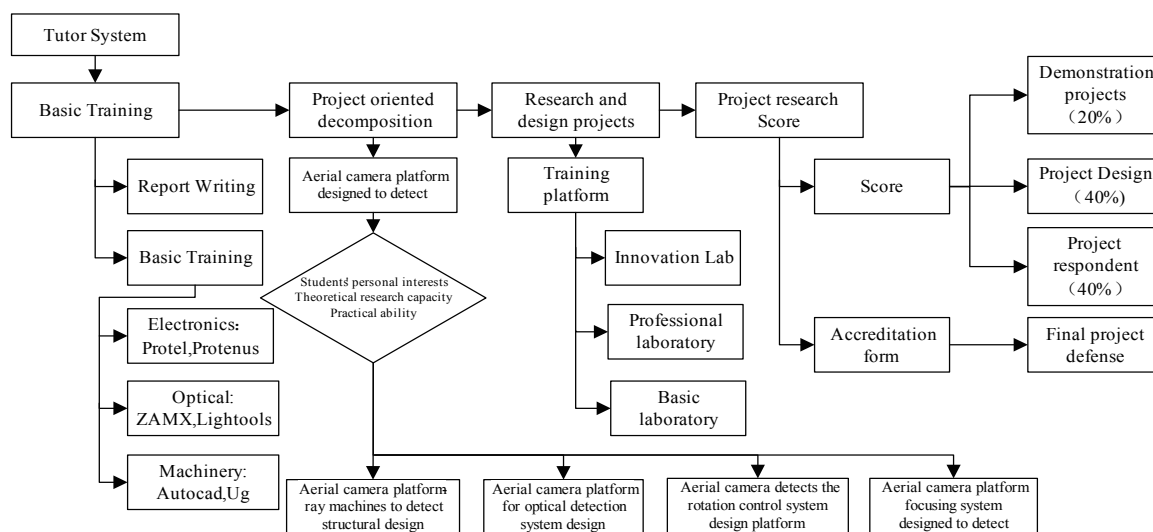 Tutor System
Basic Training
Report Writing
Basic Training
Electronics:
Protel,Protenus
Optical:
ZAMX,Lightools
Machinery:
Autocad,Ug
Project oriented
decomposition
Aerial camera platform
designed to detect
Students' personal interests
Theoretical research capacity
Practical ability
Research and
design projects
Training
platform
Innovation Lab
Professional
laboratory
Basic
laboratory
Project research
Score
Score
Accreditation
form
Demonstration
projects
（20%）
Project Design
（40%)
Project
respondent
（40%）
Final project
defense
Aerial camera platform-
ray machines to detect
structural design
Aerial camera platform
for optical detection
system design
Aerial camera detects the
rotation control system
design platform
Aerial camera platform
focusing system
designed to detect